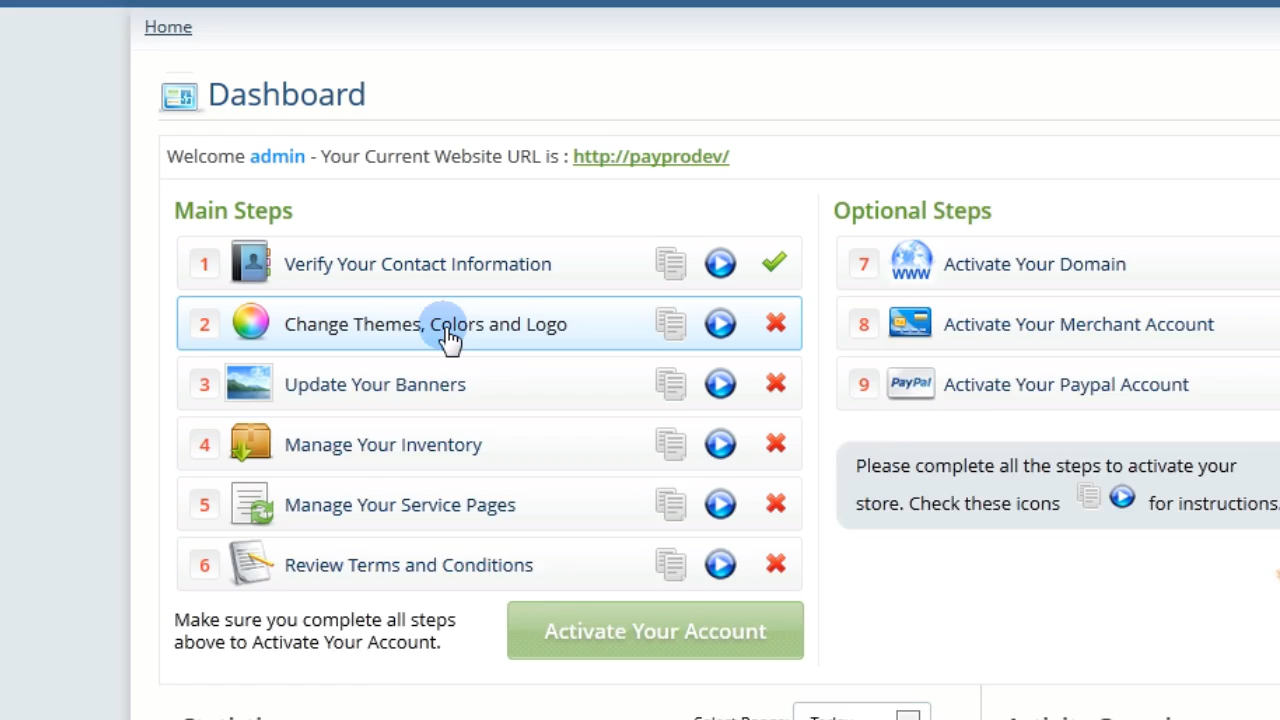 Home
Dashboard
Welcome admin - Your Current Website URL is : http://payprodev/
Main Steps
1 Verify Your Contact Information
2 Change Themes, Colors and Logo
3 Update Your Banners
4 Manage Your Inventory
5 Manage Your Service Pages
6 Review Terms and Conditions
Make sure you complete all steps
above to Activate Your Account.
Activate Your Account
Optional Steps
7 WWW Activate Your Domain
8 Activate Your Merchant Account
9 PayPal Activate Your Paypal Account
Please complete all the steps to activate your
store. Check these icons for instructions.